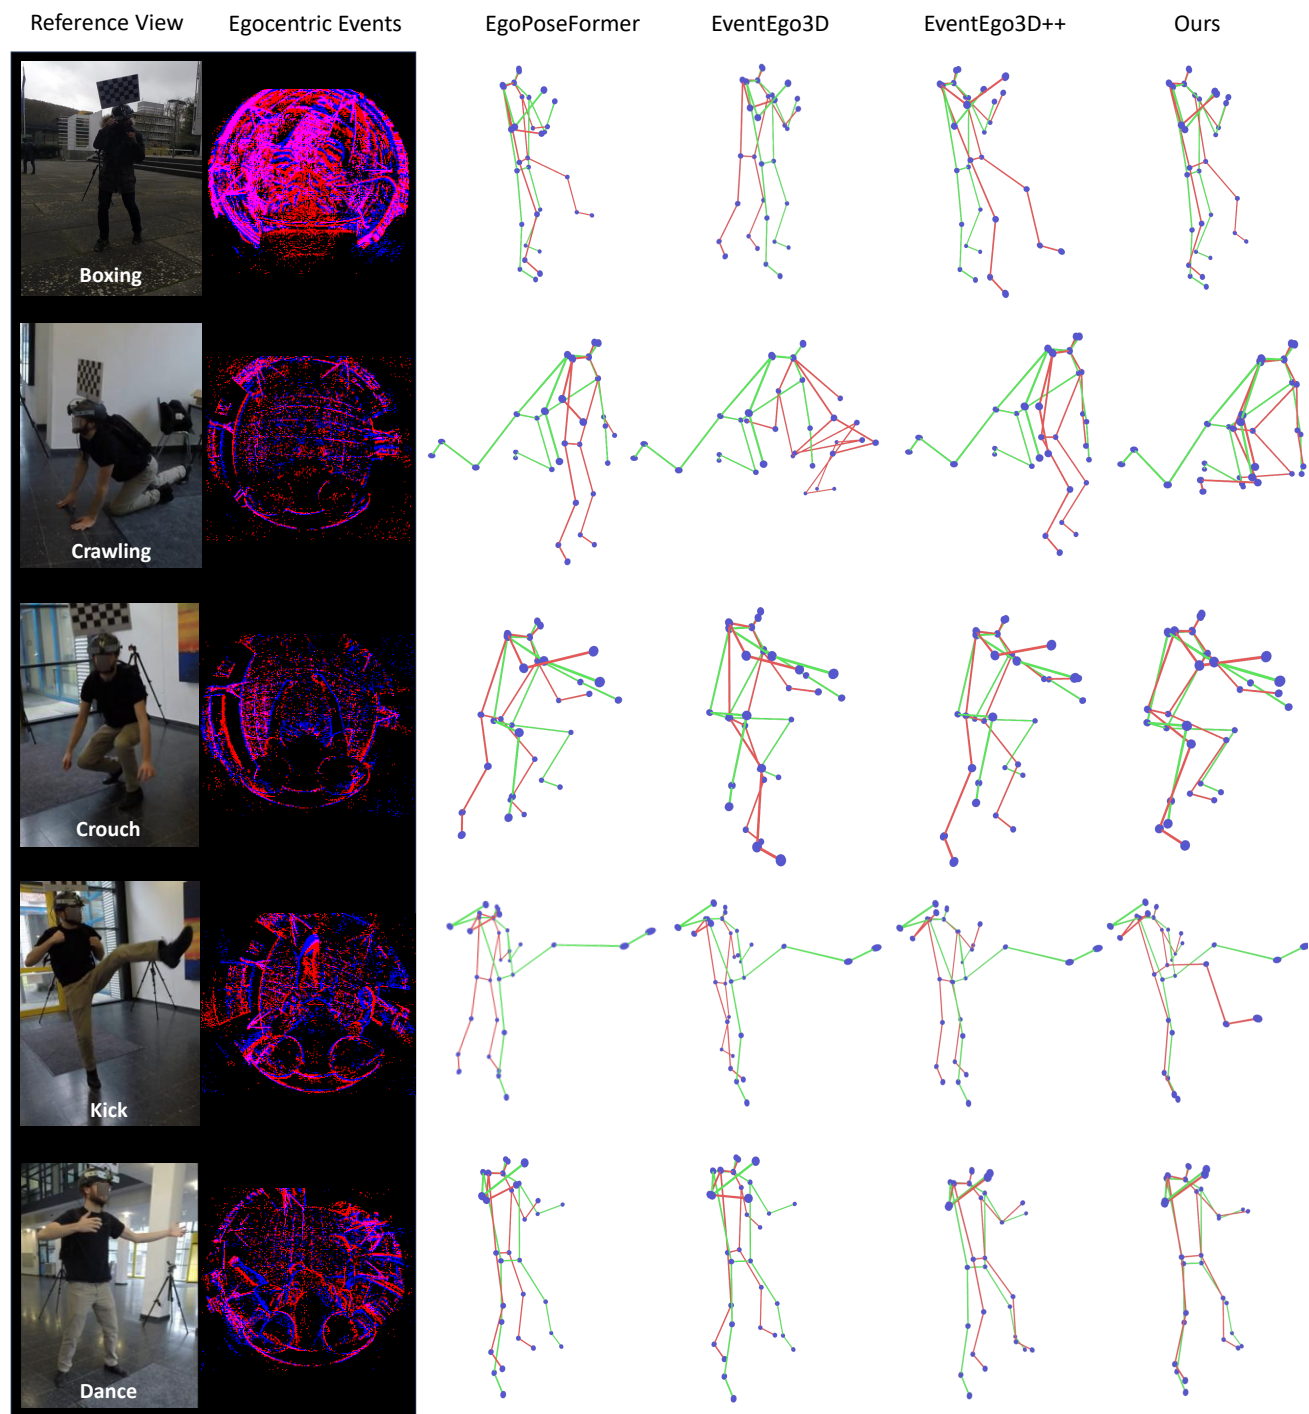 Reference View Egocentric Events EgoPoseFormer EventEgo3D EventEgo3D++ Ours
Boxing
Crawling
Crouch
Kick
Dance